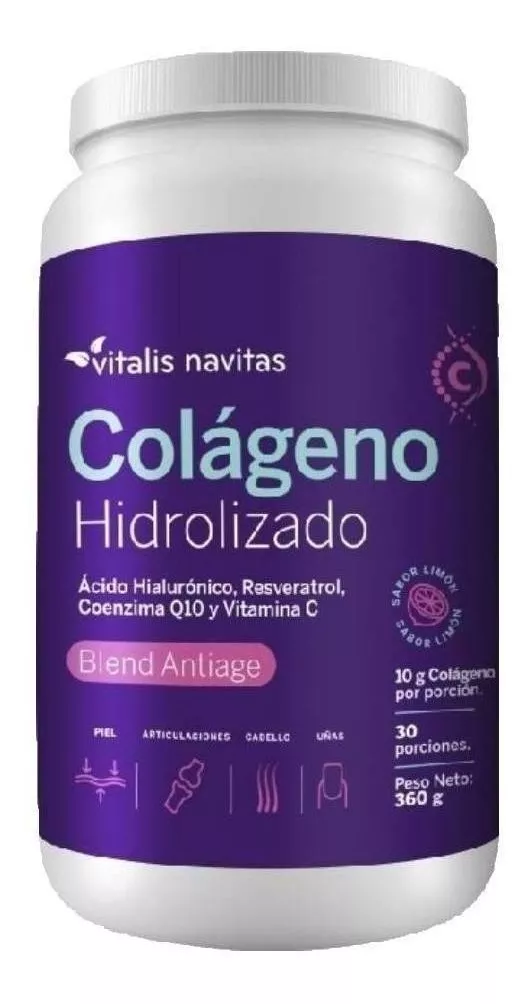 vitalis navitas
C
Colágeno
Hidrolizado
Ácido Hialurónico, Resveratrol,
Coenzima Q10 y Vitamina C
Blend Antiage
SABOR LIMÓN
SABOR LIMÓN
10 g Colágeno
por porción.
30
porciones.
Peso Neto:
360 g
PIEL
ARTICULACIONES
CABELLO
UÑAS